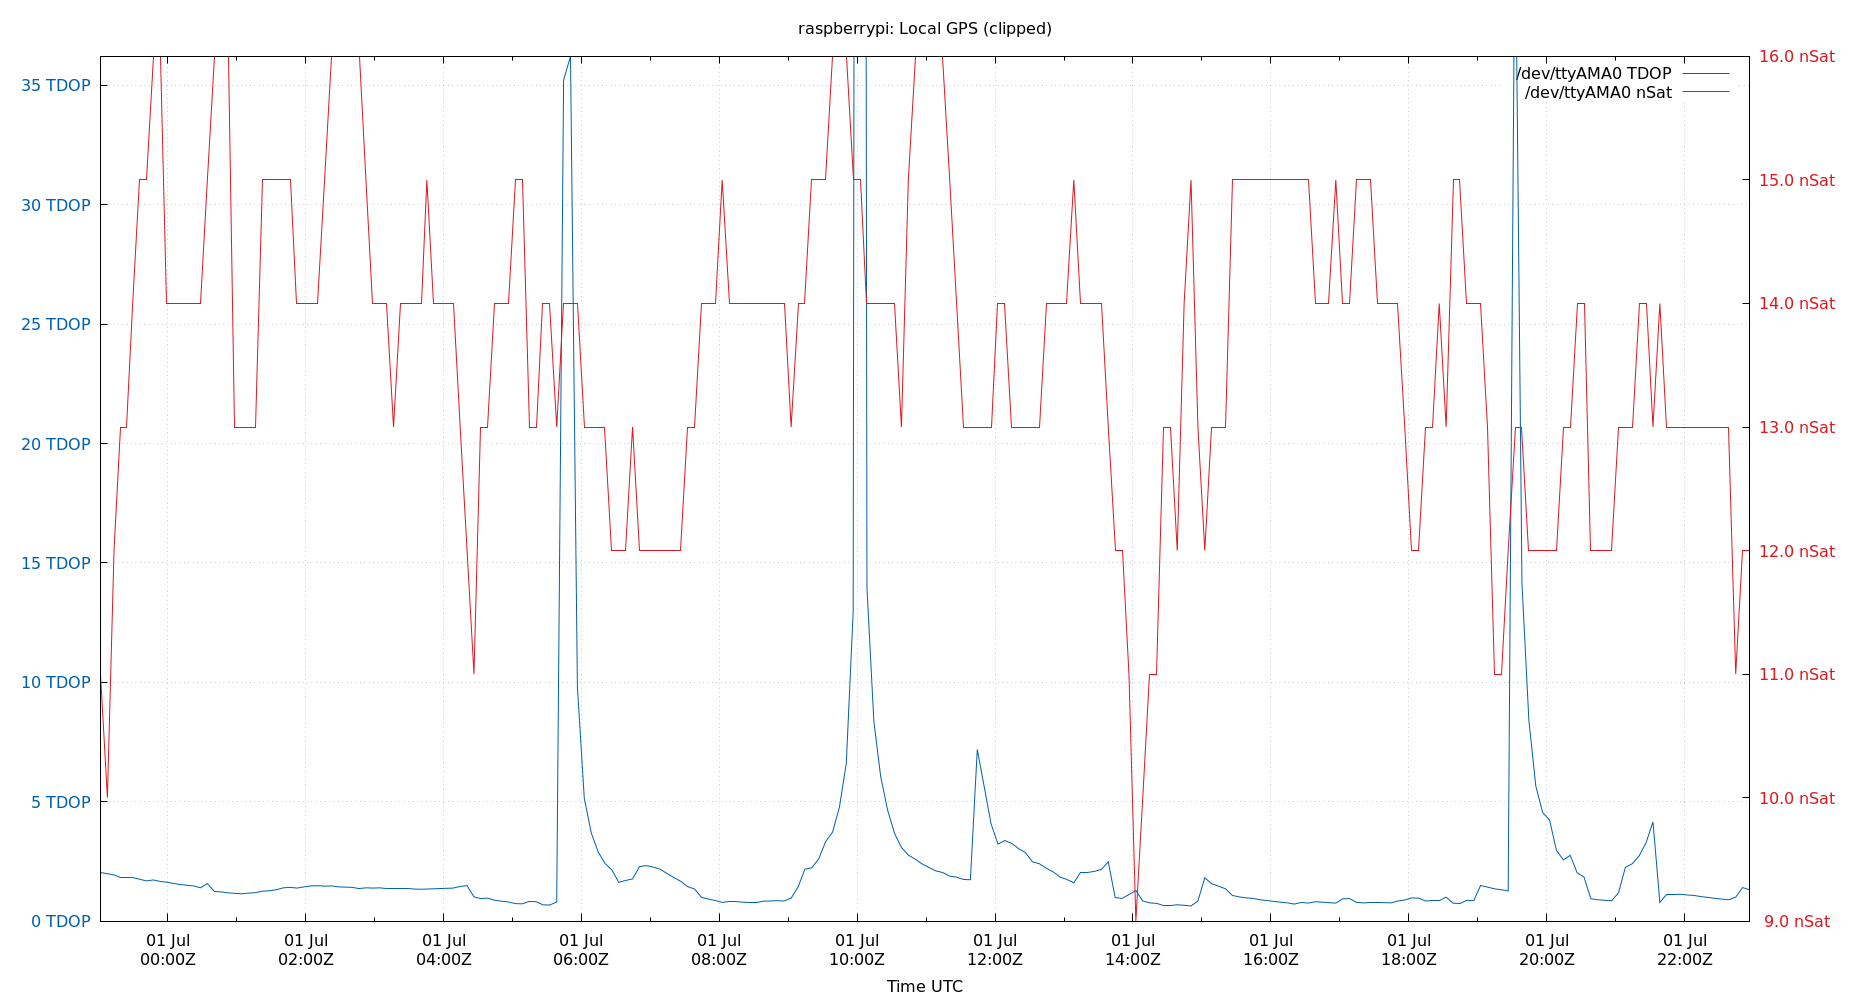 raspberrypi: Local GPS (clipped)
/dev/ttyAMA0 TDOP
/dev/ttyAMA0 nSat
35 TDOP
30 TDOP
25 TDOP
20 TDOP
15 TDOP
10 TDOP
5 TDOP
0 TDOP
16.0 nSat
15.0 nSat
14.0 nSat
13.0 nSat
12.0 nSat
11.0 nSat
10.0 nSat
9.0 nSat
01 Jul
00:00Z
01 Jul
02:00Z
01 Jul
04:00Z
01 Jul
06:00Z
01 Jul
08:00Z
01 Jul
10:00Z
01 Jul
12:00Z
01 Jul
14:00Z
01 Jul
16:00Z
01 Jul
18:00Z
01 Jul
20:00Z
01 Jul
22:00Z
Time UTC